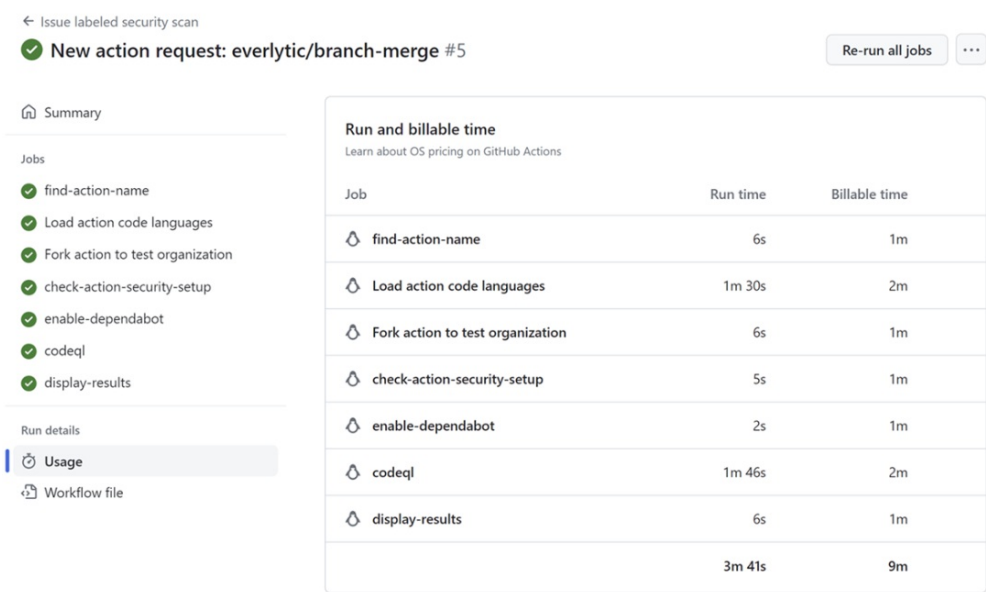 ← Issue labeled security scan
New action request: everlytic/branch-merge #5
Re-run all jobs
...
Summary
Jobs
find-action-name
Load action code languages
Fork action to test organization
check-action-security-setup
enable-dependabot
codeql
display-results
Run details
Usage
Workflow file
Run and billable time
Learn about OS pricing on GitHub Actions
Job Run time Billable time
find-action-name 6s 1m
Load action code languages 1m 30s 2m
Fork action to test organization 6s 1m
check-action-security-setup 5s 1m
enable-dependabot 2s 1m
codeql 1m 46s 2m
display-results 6s 1m
3m 41s 9m